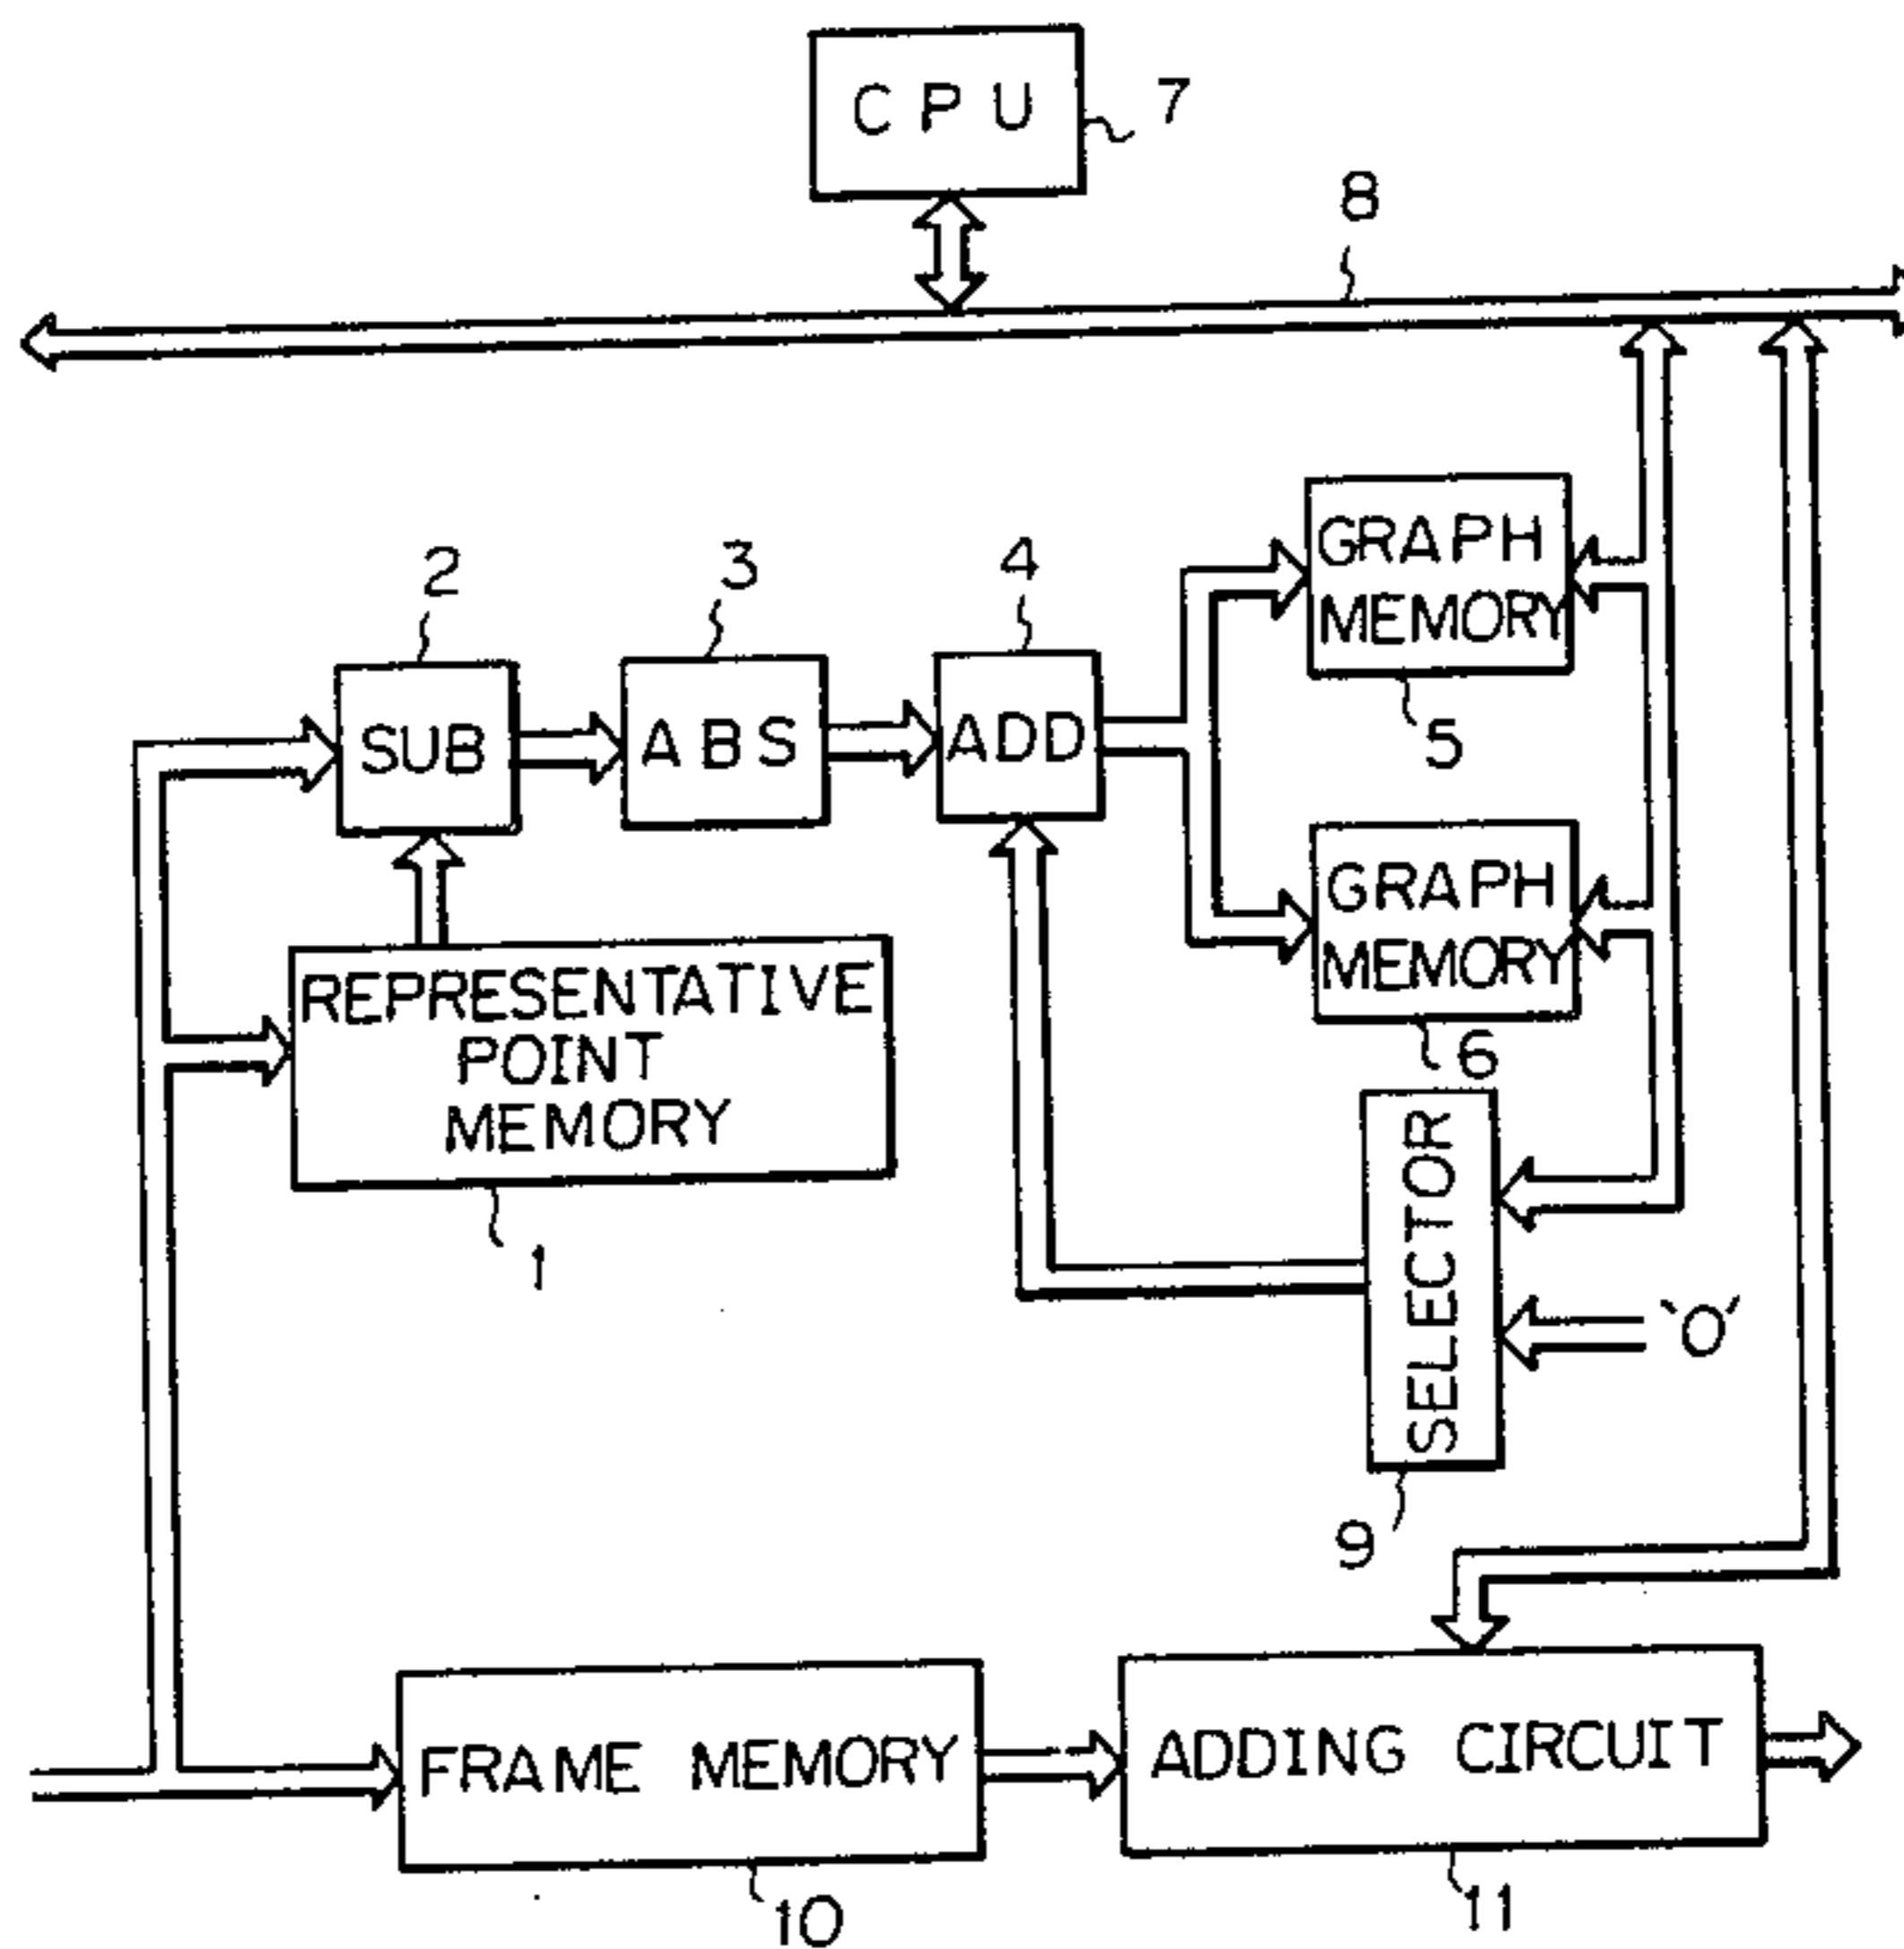 CPU
7
8
2
3
4
GRAPH
MEMORY
5
SUB
ABS
ADD
GRAPH
MEMORY
6
REPRESENTATIVE
POINT
MEMORY
1
SELECTOR
'0'
9
FRAME MEMORY
10
ADDING CIRCUIT
11